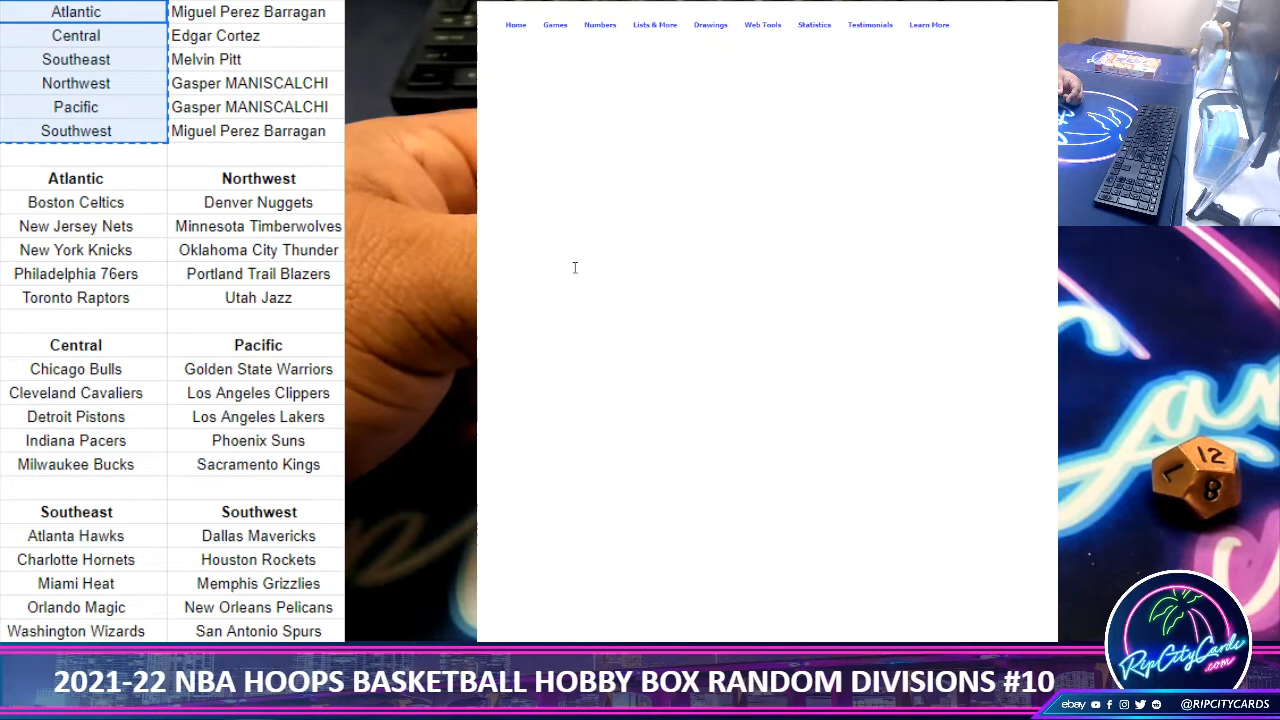 Atlantic Miguel Perez Barragan
Central Edgar Cortez
Southeast Melvin Pitt
Northwest Gasper MANISCALCHI
Pacific Gasper MANISCALCHI
Southwest Miguel Perez Barragan
Atlantic Northwest
Boston Celtics Denver Nuggets
New Jersey Nets Minnesota Timberwolves
New York Knicks Oklahoma City Thunder
Philadelphia 76ers Portland Trail Blazers
Toronto Raptors Utah Jazz
Central Pacific
Chicago Bulls Golden State Warriors
Cleveland Cavaliers Los Angeles Clippers
Detroit Pistons Los Angeles Lakers
Indiana Pacers Phoenix Suns
Milwaukee Bucks Sacramento Kings
Southeast Southwest
Atlanta Hawks Dallas Mavericks
Charlotte Hornets Houston Rockets
Miami Heat Memphis Grizzlies
Orlando Magic New Orleans Pelicans
Washington Wizards San Antonio Spurs
Home Games Numbers Lists & More Drawings Web Tools Statistics Testimonials Learn More
12
7
8
RipCityCards
.com
2021-22 NBA HOOPS BASKETBALL HOBBY BOX RANDOM DIVISIONS #10
ebay @RIPCITYCARDS